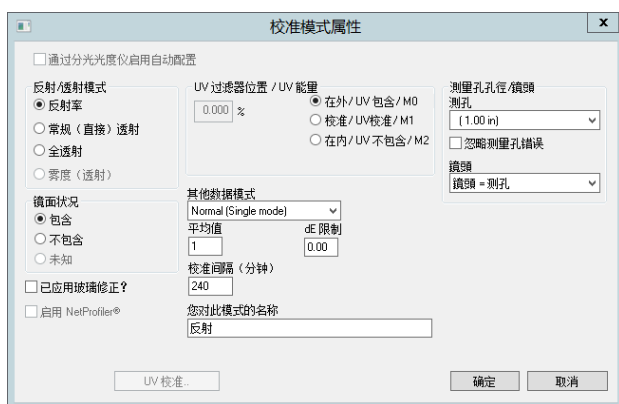 校准模式属性
x
通过分光光度仪启用自动配置
反射/透射模式
反射率
常规（直接）透射
全透射
雾度（透射）
镜面状况
包含
不包含
未知
已应用玻璃修正?
启用 NetProfiler®
UV 过滤器位置 / UV 能量
0.000 %
在外/ UV 包含/ M0
校准/ UV校准/ M1
在内/ UV 不包含/ M2
其他数据模式
Normal (Single mode)
平均值
dE 限制
1
0.00
校准间隔（分钟）
240
您对此模式的名称
反射
测量孔孔径/鏡頭
测孔
(1.00 in)
忽略测量孔错误
鏡頭
鏡頭 = 测孔
UV 校准..
确定
取消